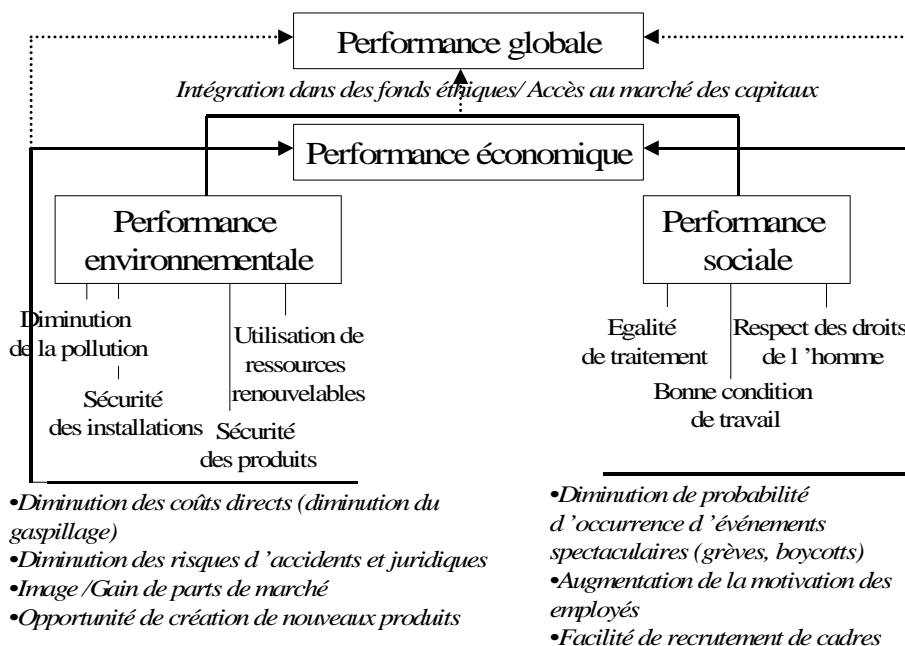 Performance globale
Intégration dans des fonds éthiques/ Accès au marché des capitaux
Performance économique
Performance
environnementale
Performance
sociale
Diminution
de la pollution
Utilisation de
ressources
renouvelables
Sécurité
des installations
Sécurité
des produits
Egalité
de traitement
Respect des droits
de l ’homme
Bonne condition
de travail
•Diminution des coûts directs (diminution du
gaspillage)
•Diminution des risques d ’accidents et juridiques
•Image /Gain de parts de marché
•Opportunité de création de nouveaux produits
•Diminution de probabilité
d ’occurrence d ’événements
spectaculaires (grèves, boycotts)
•Augmentation de la motivation des
employés
•Facilité de recrutement de cadres